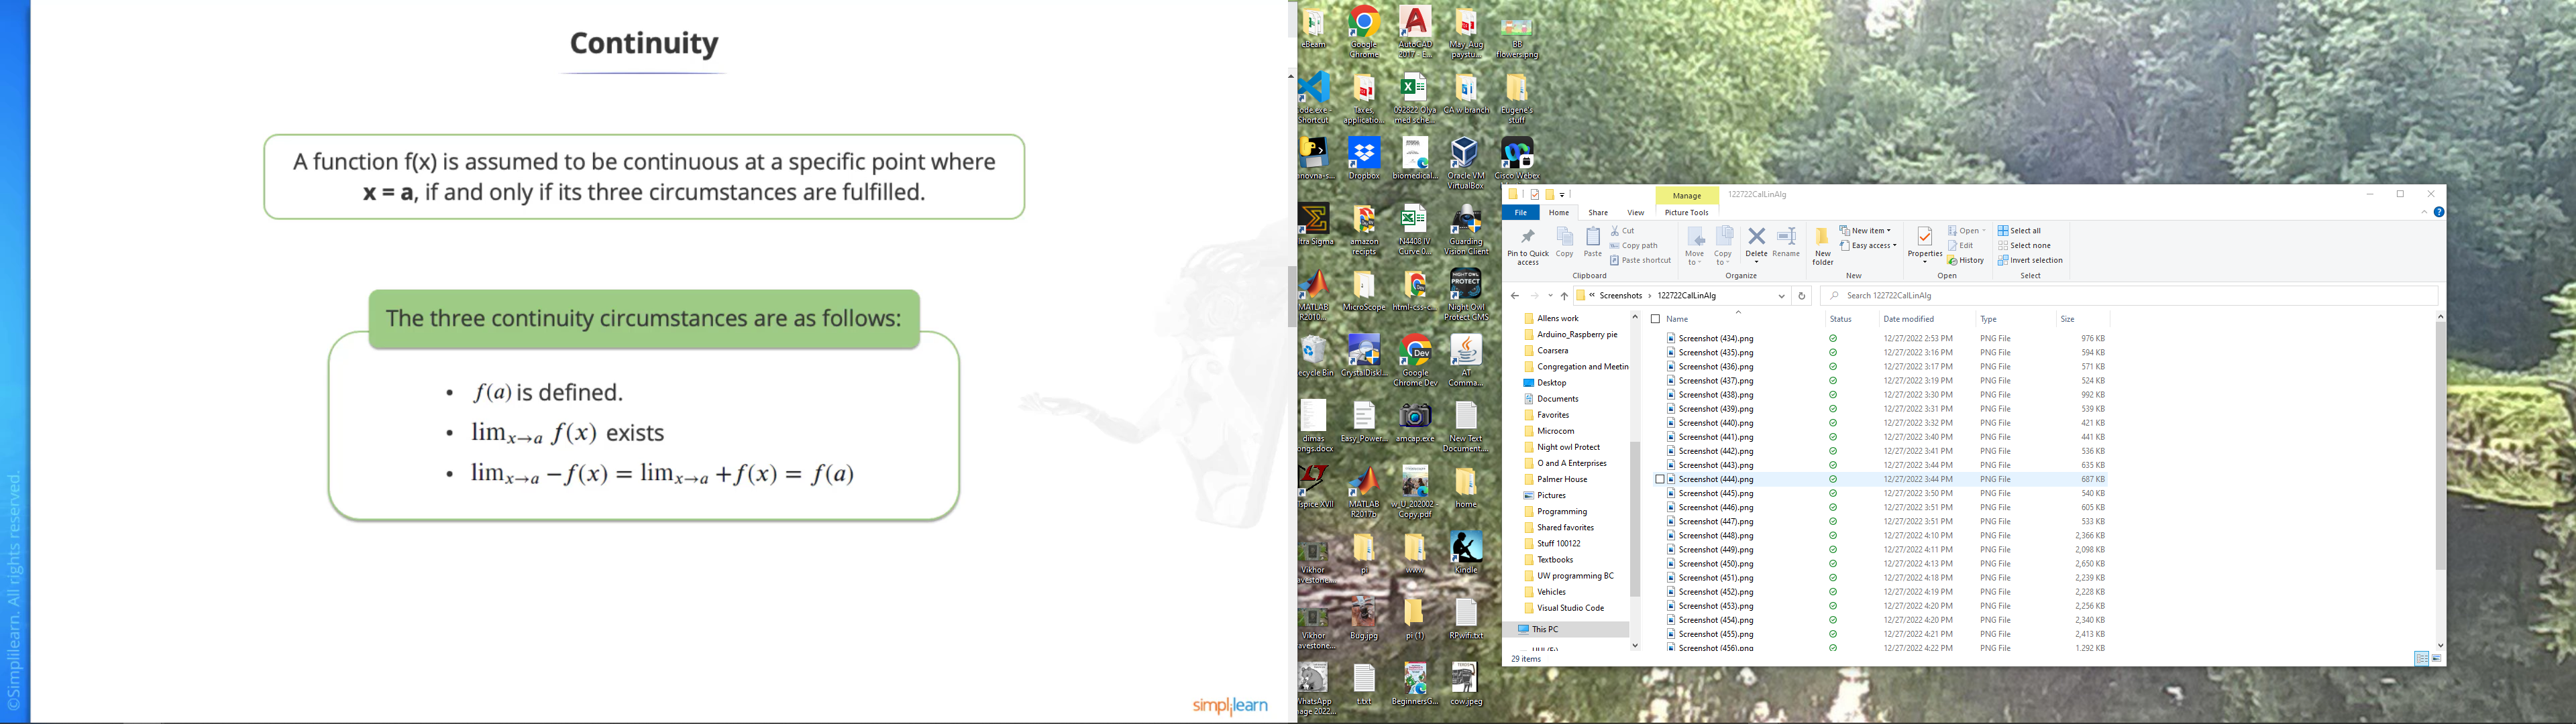 Continuity
A function f(x) is assumed to be continuous at a specific point where
x = a, if and only if its three circumstances are fulfilled.
The three continuity circumstances are as follows:
• f(a) is defined.
• lim x→a f(x) exists
• lim x→a −f(x) = lim x→a +f(x) = f(a)
©Simplilearn. All rights reserved.
simplilearn
eBeam
Google
Chrome
AutoCAD
2017 - E...
May_Aug
paystu...
BB
flowers.png
ode.exe -
Shortcut
Taxes,
applicatio...
092822 Olya
med sche...
CA w branch
Eugene's
stuff
anovna-s...
Dropbox
biomedical...
Oracle VM
VirtualBox
Cisco Webex
ltra Sigma
amazon
recipts
N4408 IV
Curve 0...
Guarding
Vision Client
MATLAB
R2010...
MicroScope
html-css-c...
NIGHT OWL
PROTECT
Night Owl
Protect CMS
ecycle Bin
CrystalDiskI...
Dev
Google
Chrome Dev
AT
Comma...
dimas
ongs.docx
Easy_Power...
amcap.exe
New Text
Document...
Tspice XVII
MATLAB
R2017b
w_U_202002 -
Copy.pdf
home
Vikhor
avestone...
pi
www
Kindle
Vikhor
avestone...
Bug.jpg
pi (1)
RPwifi.txt
WhatsApp
age 2022...
t.txt
BeginnersG...
cow.jpeg
Manage
122722CalLinAlg
File
Home
Share
View
Picture Tools
Pin to Quick
access
Copy
Paste
Cut
Copy path
Paste shortcut
Clipboard
Move
to
Copy
to
Delete
Rename
Organize
New
folder
New item
Easy access
New
Properties
Open
Edit
History
Open
Select all
Select none
Invert selection
Select
« Screenshots › 122722CalLinAlg
Search 122722CalLinAlg
Allens work
Arduino_Raspberry pie
Coarsera
Congregation and Meetin
Desktop
Documents
Favorites
Microcom
Night owl Protect
O and A Enterprises
Palmer House
Pictures
Programming
Shared favorites
Stuff 100122
Textbooks
UW programming BC
Vehicles
Visual Studio Code
This PC
Name Status Date modified Type Size
Screenshot (434).png 12/27/2022 2:53 PM PNG File 976 KB
Screenshot (435).png 12/27/2022 3:16 PM PNG File 594 KB
Screenshot (436).png 12/27/2022 3:17 PM PNG File 571 KB
Screenshot (437).png 12/27/2022 3:19 PM PNG File 524 KB
Screenshot (438).png 12/27/2022 3:30 PM PNG File 992 KB
Screenshot (439).png 12/27/2022 3:31 PM PNG File 539 KB
Screenshot (440).png 12/27/2022 3:32 PM PNG File 421 KB
Screenshot (441).png 12/27/2022 3:40 PM PNG File 441 KB
Screenshot (442).png 12/27/2022 3:41 PM PNG File 536 KB
Screenshot (443).png 12/27/2022 3:44 PM PNG File 635 KB
Screenshot (444).png 12/27/2022 3:44 PM PNG File 687 KB
Screenshot (445).png 12/27/2022 3:50 PM PNG File 540 KB
Screenshot (446).png 12/27/2022 3:51 PM PNG File 605 KB
Screenshot (447).png 12/27/2022 3:51 PM PNG File 533 KB
Screenshot (448).png 12/27/2022 4:10 PM PNG File 2,366 KB
Screenshot (449).png 12/27/2022 4:11 PM PNG File 2,098 KB
Screenshot (450).png 12/27/2022 4:13 PM PNG File 2,650 KB
Screenshot (451).png 12/27/2022 4:18 PM PNG File 2,239 KB
Screenshot (452).png 12/27/2022 4:19 PM PNG File 2,228 KB
Screenshot (453).png 12/27/2022 4:20 PM PNG File 2,256 KB
Screenshot (454).png 12/27/2022 4:20 PM PNG File 2,340 KB
Screenshot (455).png 12/27/2022 4:21 PM PNG File 2,413 KB
Screenshot (456).png 12/27/2022 4:22 PM PNG File 1,292 KB
29 items